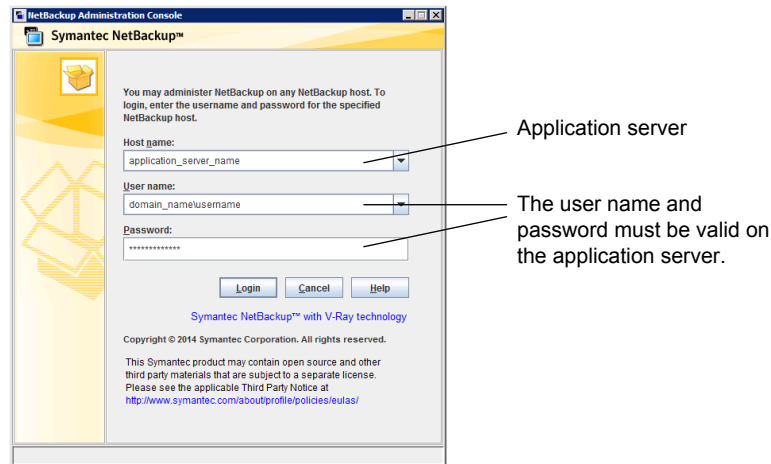 NetBackup Administration Console
Symantec NetBackup™
You may administer NetBackup on any NetBackup host. To
login, enter the username and password for the specified
NetBackup host.
Host name:
application_server_name
User name:
domain_name\username
Password:
*************
Login Cancel Help
Symantec NetBackup™ with V-Ray technology
Copyright © 2014 Symantec Corporation. All rights reserved.
This Symantec product may contain open source and other
third party materials that are subject to a separate license.
Please see the applicable Third Party Notice at
http://www.symantec.com/about/profile/policies/eulas/
Application server
The user name and
password must be valid on
the application server.